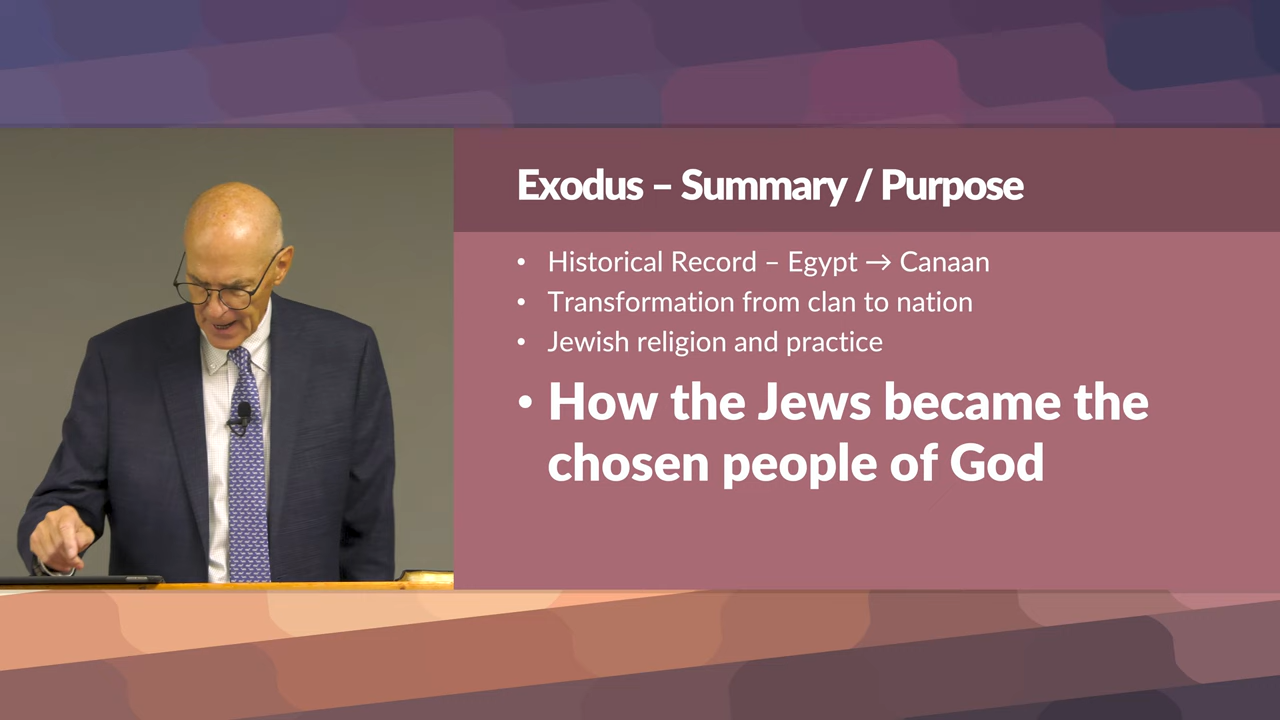 Exodus – Summary / Purpose
• Historical Record – Egypt → Canaan
• Transformation from clan to nation
• Jewish religion and practice
• How the Jews became the
chosen people of God